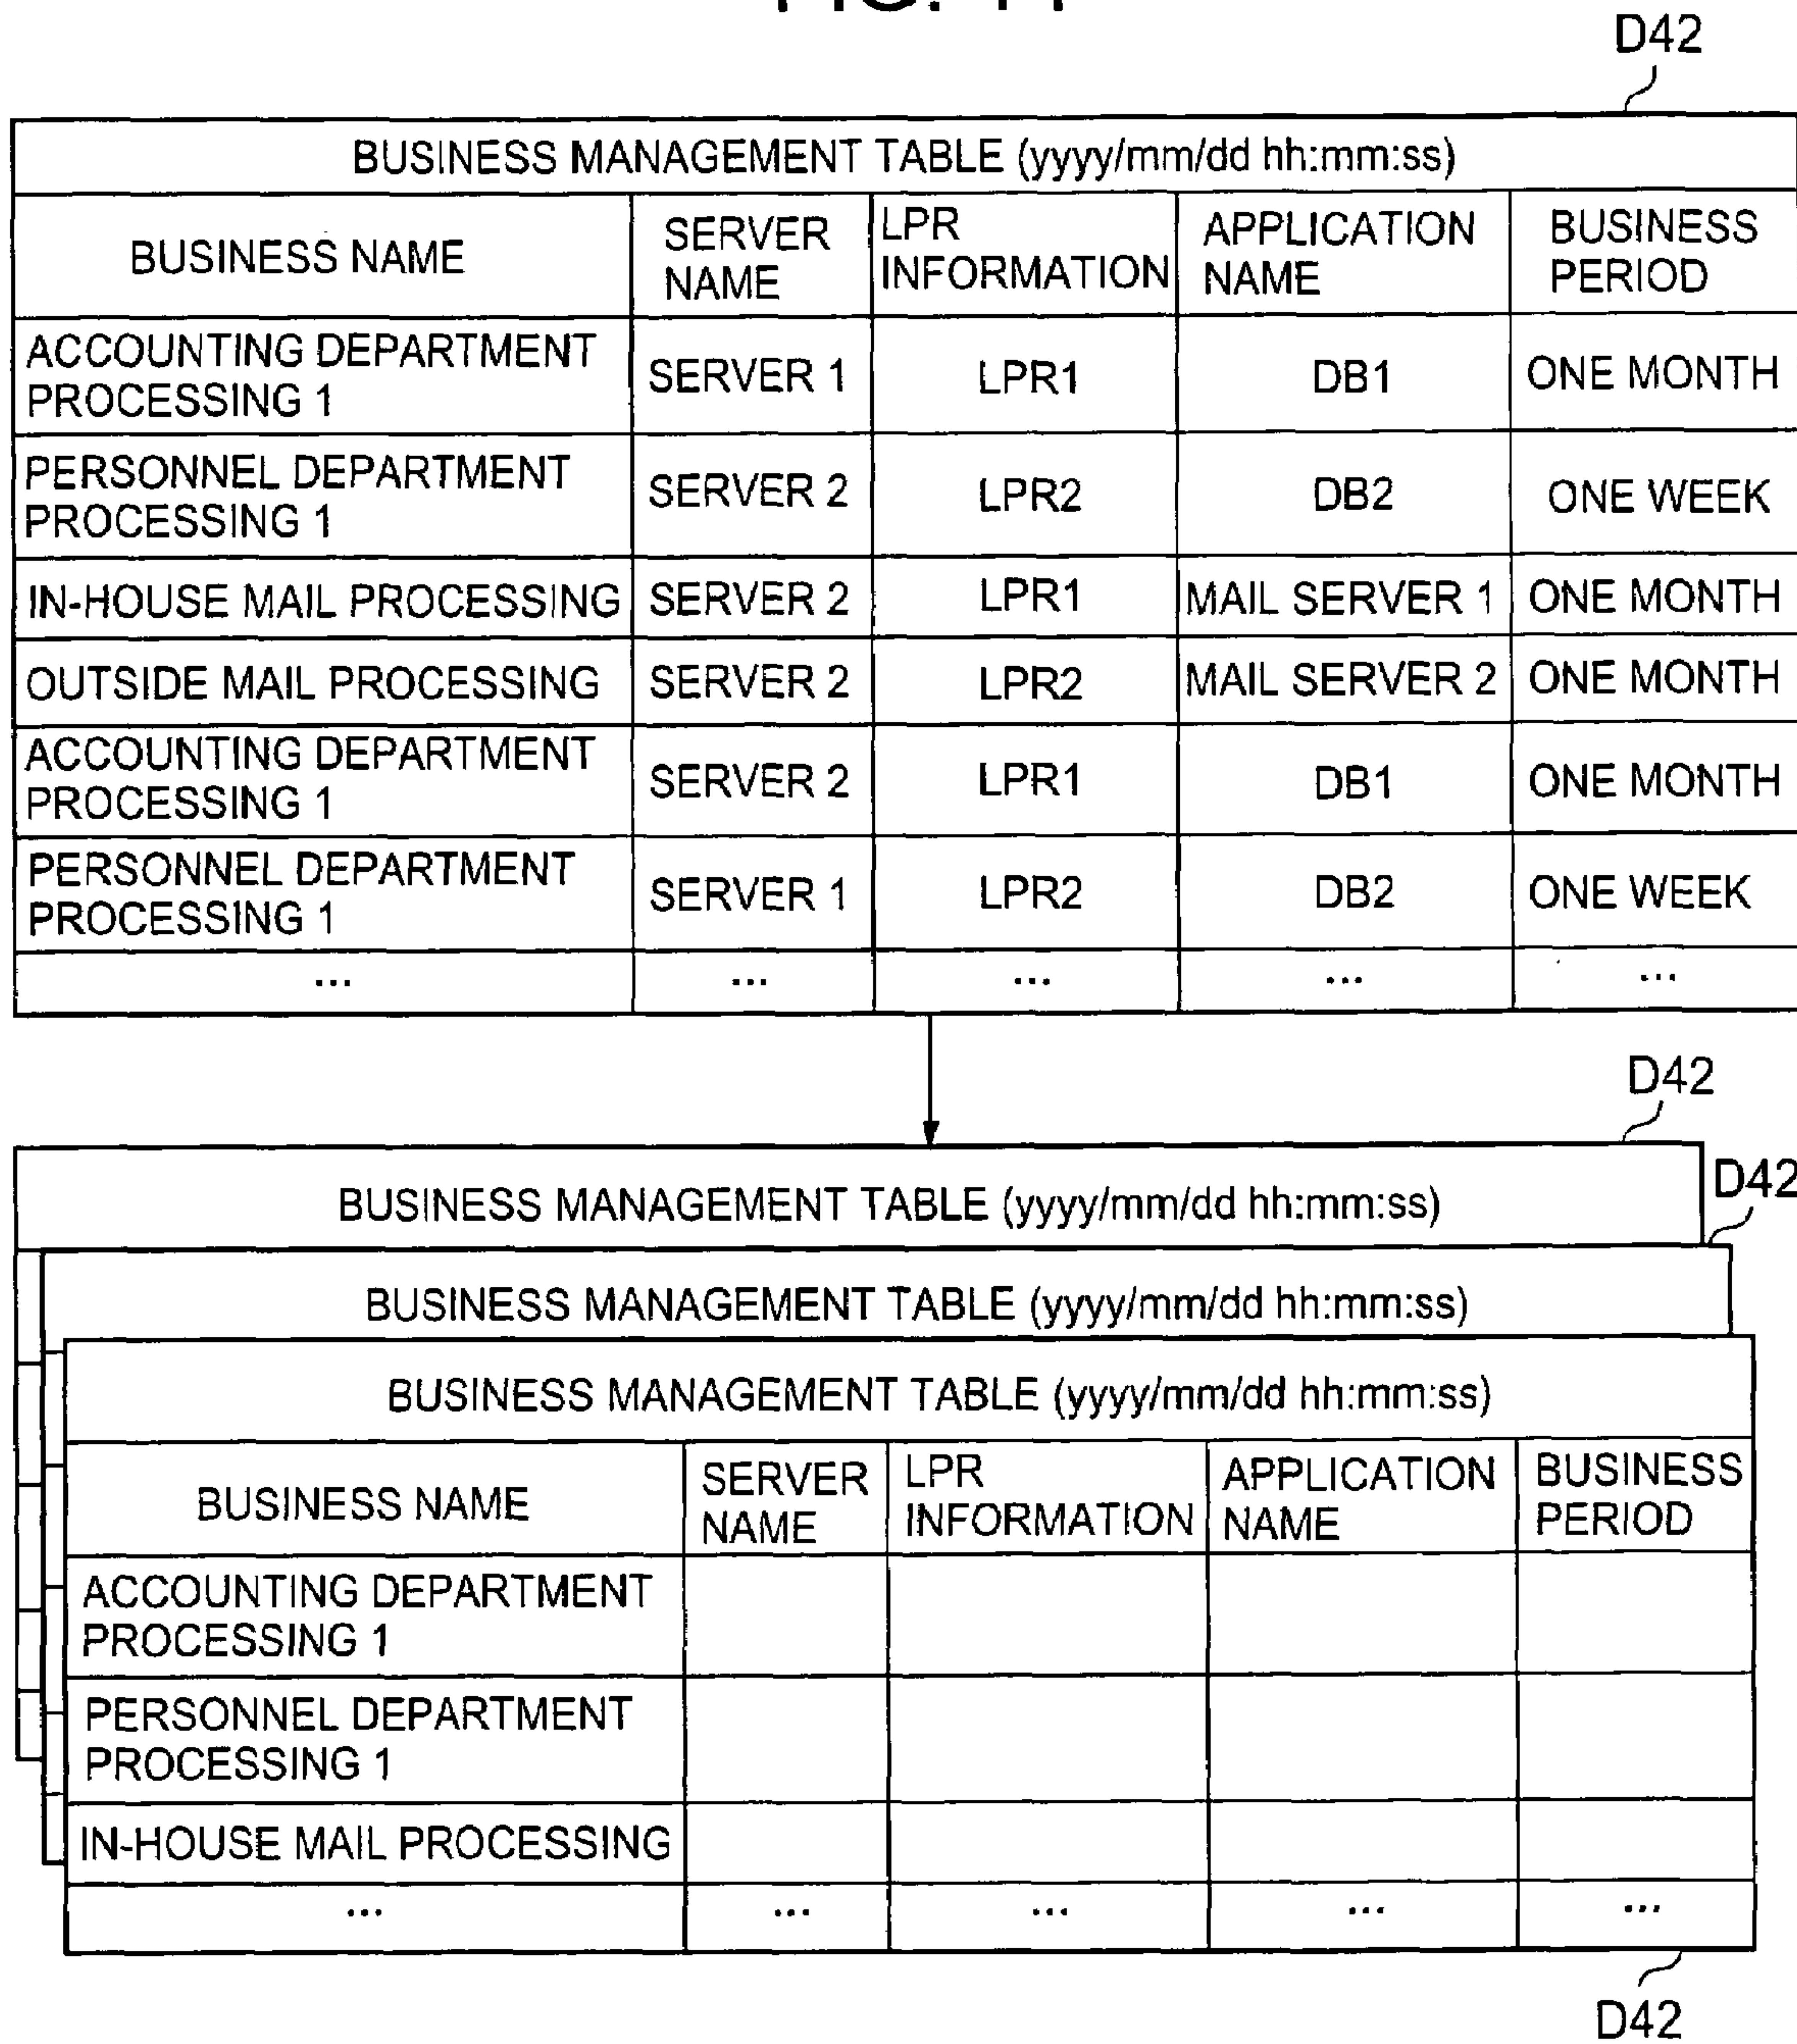 D42
BUSINESS MANAGEMENT TABLE (yyyy/mm/dd hh:mm:ss)
BUSINESS NAME
SERVER
NAME
LPR
INFORMATION
APPLICATION
NAME
BUSINESS
PERIOD
ACCOUNTING DEPARTMENT
PROCESSING 1
SERVER 1
LPR1
DB1
ONE MONTH
PERSONNEL DEPARTMENT
PROCESSING 1
SERVER 2
LPR2
DB2
ONE WEEK
IN-HOUSE MAIL PROCESSING
SERVER 2
LPR1
MAIL SERVER 1
ONE MONTH
OUTSIDE MAIL PROCESSING
SERVER 2
LPR2
MAIL SERVER 2
ONE MONTH
ACCOUNTING DEPARTMENT
PROCESSING 1
SERVER 2
LPR1
DB1
ONE MONTH
PERSONNEL DEPARTMENT
PROCESSING 1
SERVER 1
LPR2
DB2
ONE WEEK
...
...
...
...
...
D42
BUSINESS MANAGEMENT TABLE (yyyy/mm/dd hh:mm:ss)
D42
BUSINESS MANAGEMENT TABLE (yyyy/mm/dd hh:mm:ss)
BUSINESS MANAGEMENT TABLE (yyyy/mm/dd hh:mm:ss)
BUSINESS NAME
SERVER
NAME
LPR
INFORMATION
APPLICATION
NAME
BUSINESS
PERIOD
ACCOUNTING DEPARTMENT
PROCESSING 1
PERSONNEL DEPARTMENT
PROCESSING 1
IN-HOUSE MAIL PROCESSING
...
...
...
...
...
D42